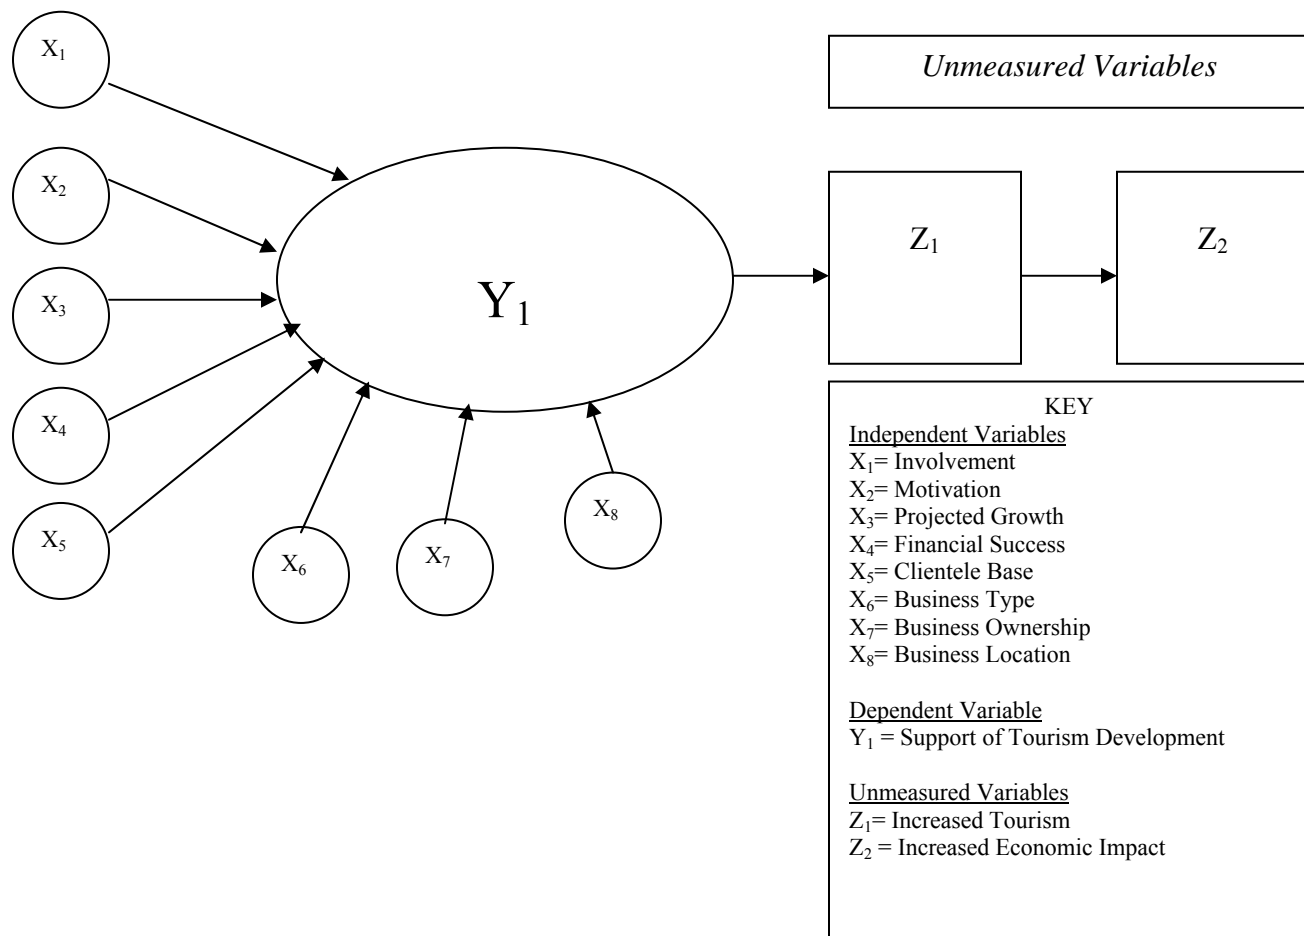 X₁
Unmeasured Variables
X₂
Z₁
Z₂
X₃
Y₁
X₄
X₅
X₆
X₇
X₈
KEY
Independent Variables
X₁= Involvement
X₂= Motivation
X₃= Projected Growth
X₄= Financial Success
X₅= Clientele Base
X₆= Business Type
X₇= Business Ownership
X₈= Business Location
Dependent Variable
Y₁ = Support of Tourism Development
Unmeasured Variables
Z₁= Increased Tourism
Z₂ = Increased Economic Impact